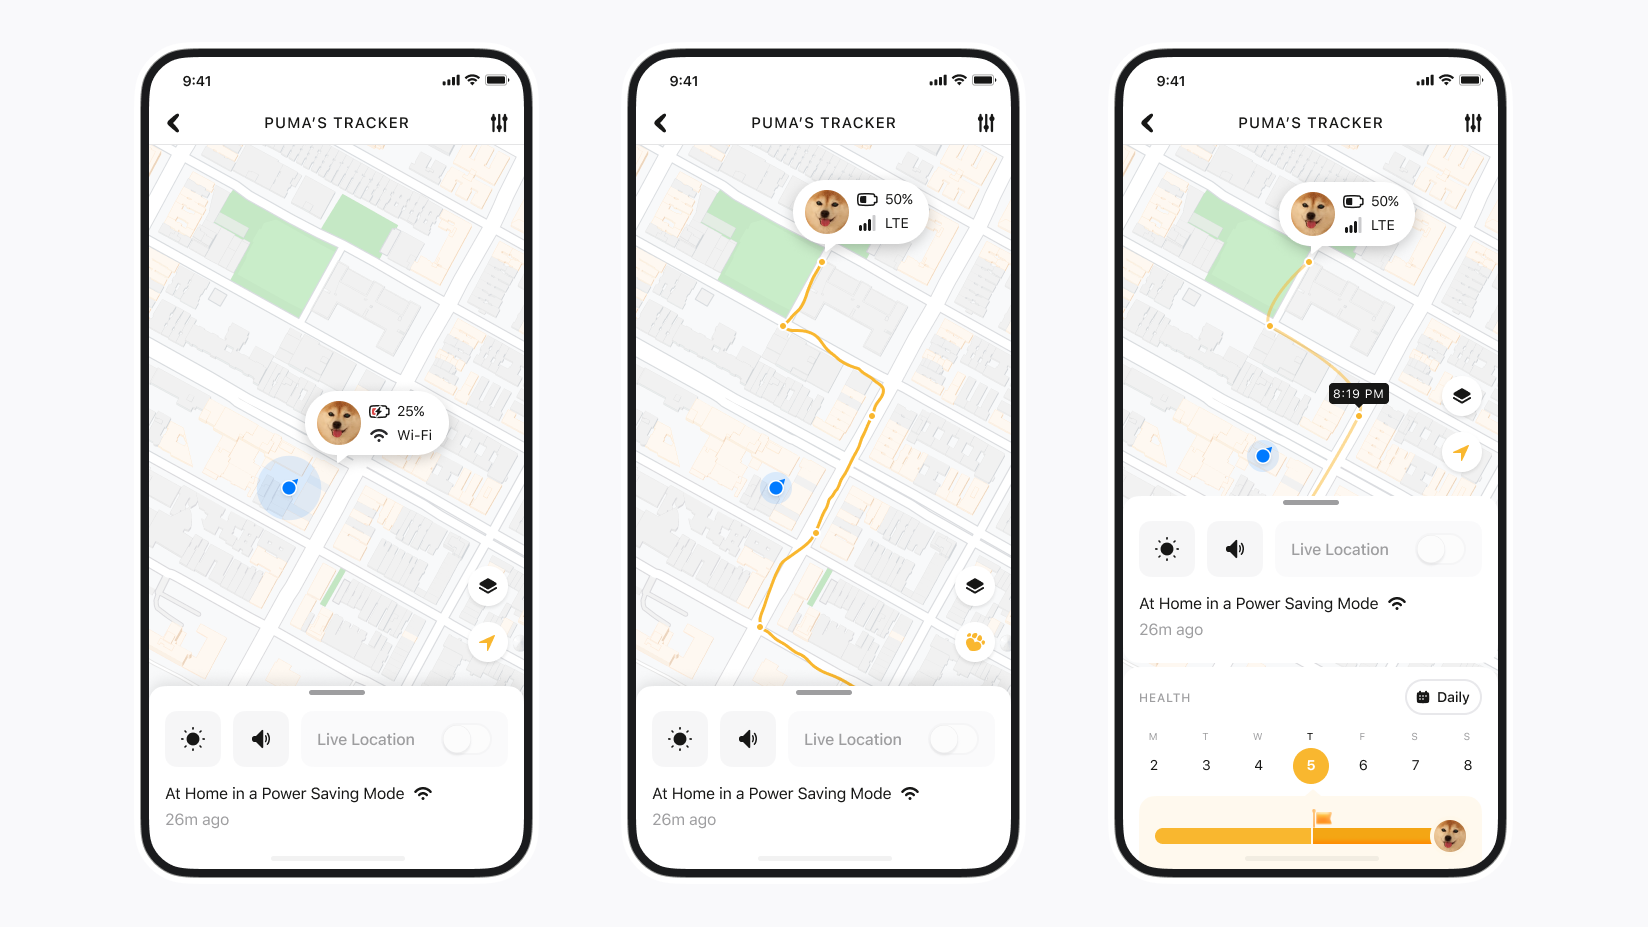 9:41
PUMA’S TRACKER
25%
Wi-Fi
Live Location
At Home in a Power Saving Mode
26m ago
9:41
PUMA’S TRACKER
50%
LTE
Live Location
At Home in a Power Saving Mode
26m ago
9:41
PUMA’S TRACKER
50%
LTE
8:19 PM
Live Location
At Home in a Power Saving Mode
26m ago
HEALTH
Daily
M T W T F S S
2 3 4 5 6 7 8